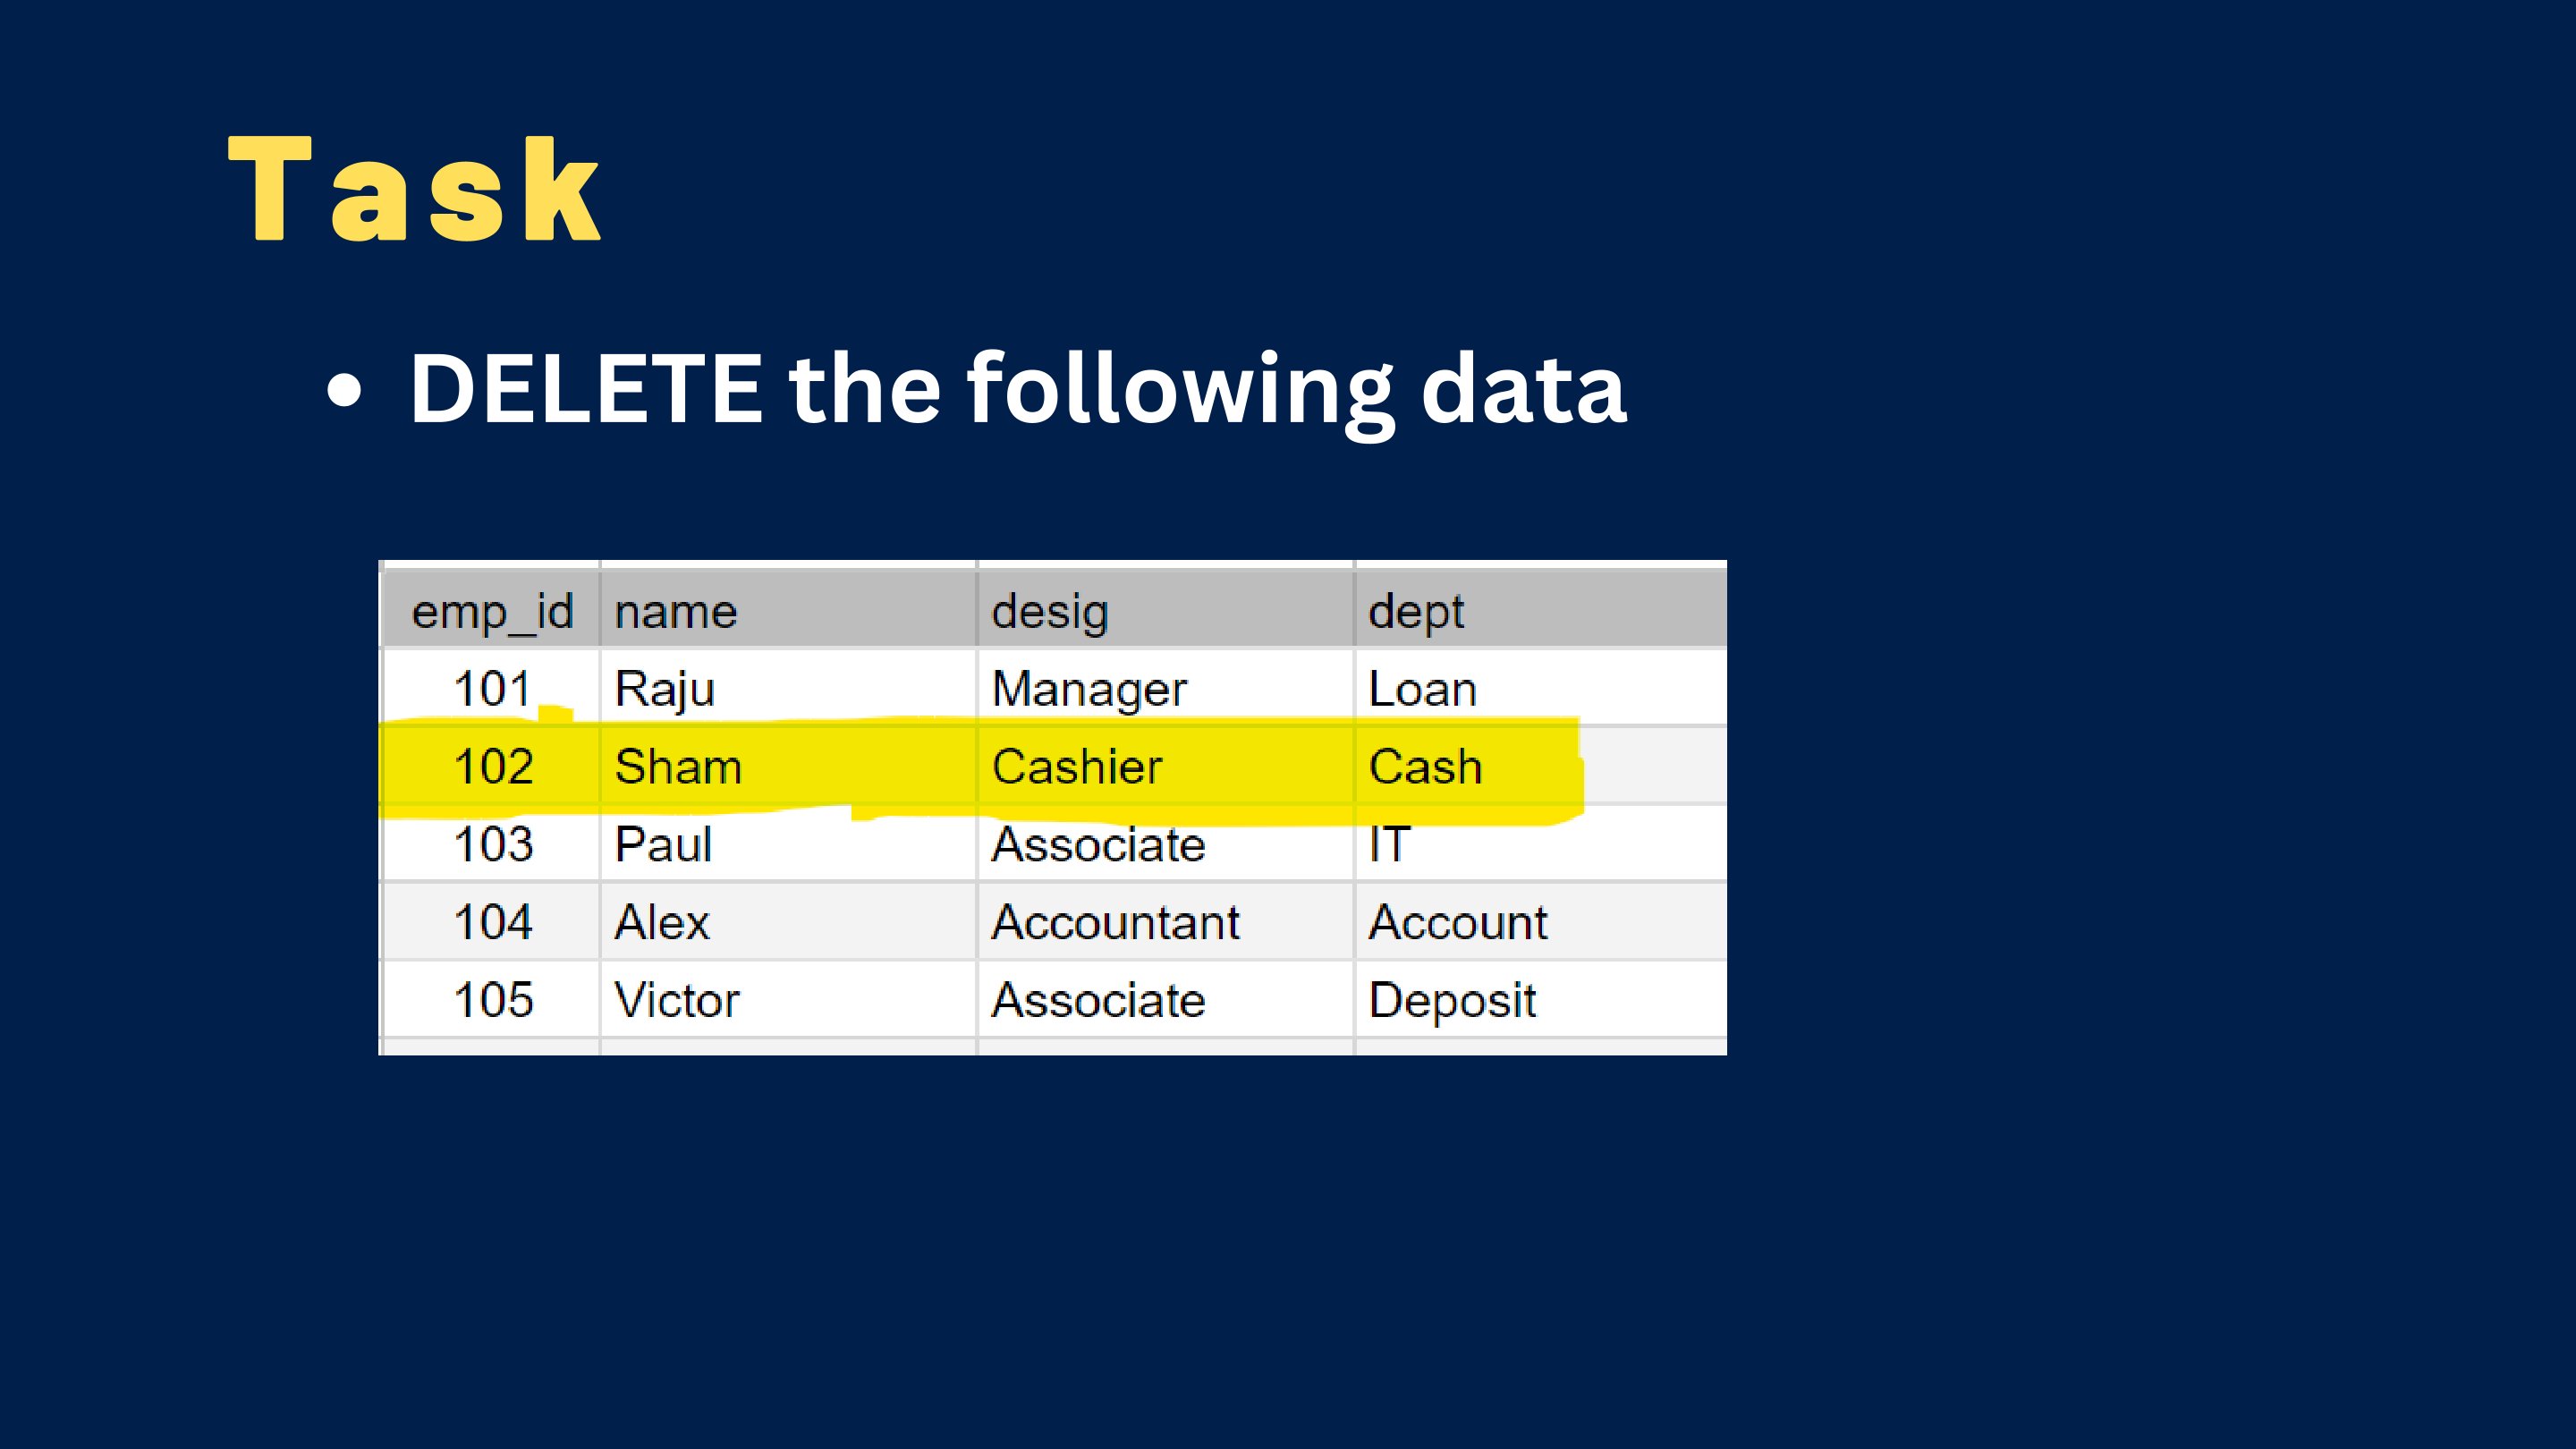 Task
• DELETE the following data
emp_id name desig dept
101 Raju Manager Loan
102 Sham Cashier Cash
103 Paul Associate IT
104 Alex Accountant Account
105 Victor Associate Deposit